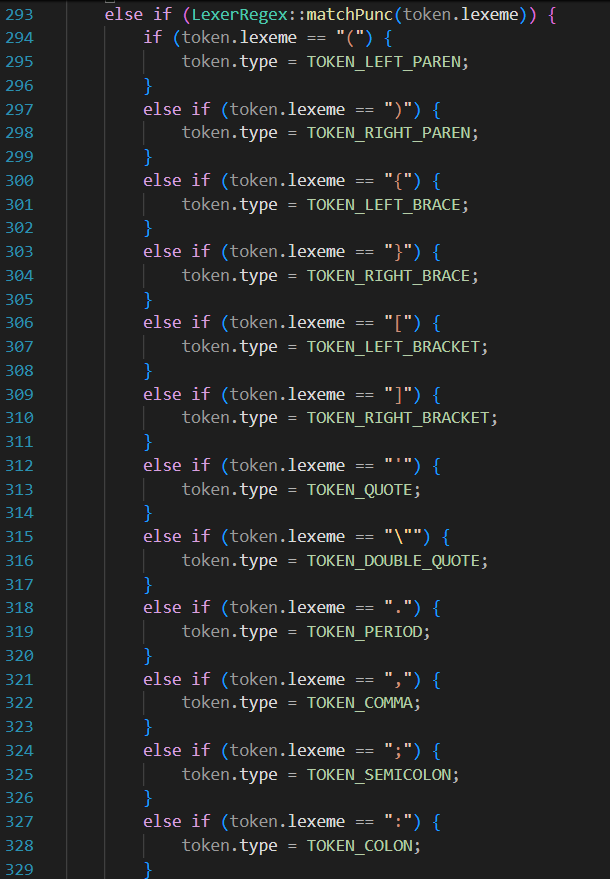 293 else if (LexerRegex::matchPunc(token.lexeme)) {
294 if (token.lexeme == "(") {
295 token.type = TOKEN_LEFT_PAREN;
296 }
297 else if (token.lexeme == ")") {
298 token.type = TOKEN_RIGHT_PAREN;
299 }
300 else if (token.lexeme == "{") {
301 token.type = TOKEN_LEFT_BRACE;
302 }
303 else if (token.lexeme == "}") {
304 token.type = TOKEN_RIGHT_BRACE;
305 }
306 else if (token.lexeme == "[") {
307 token.type = TOKEN_LEFT_BRACKET;
308 }
309 else if (token.lexeme == "]") {
310 token.type = TOKEN_RIGHT_BRACKET;
311 }
312 else if (token.lexeme == "'") {
313 token.type = TOKEN_QUOTE;
314 }
315 else if (token.lexeme == "\"") {
316 token.type = TOKEN_DOUBLE_QUOTE;
317 }
318 else if (token.lexeme == ".") {
319 token.type = TOKEN_PERIOD;
320 }
321 else if (token.lexeme == ",") {
322 token.type = TOKEN_COMMA;
323 }
324 else if (token.lexeme == ";") {
325 token.type = TOKEN_SEMICOLON;
326 }
327 else if (token.lexeme == ":") {
328 token.type = TOKEN_COLON;
329 }